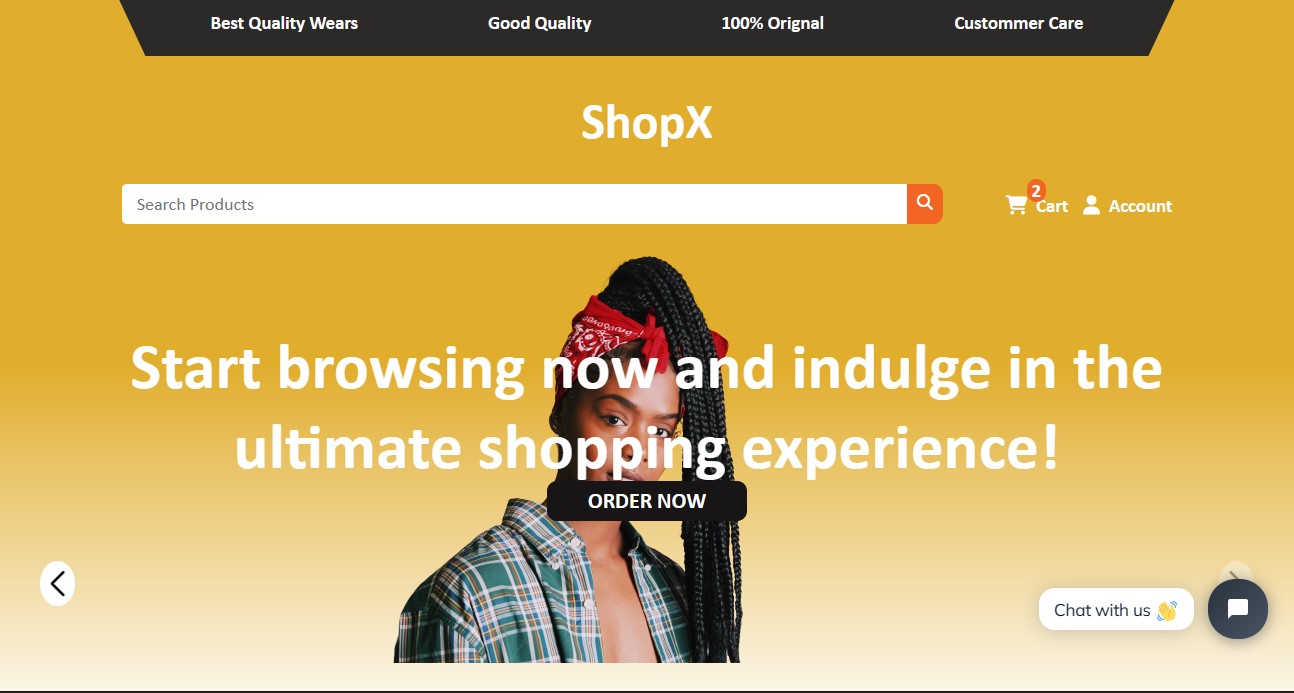 Best Quality Wears Good Quality 100% Orignal Custommer Care
ShopX
Search Products
2
Cart Account
Start browsing now and indulge in the
ultimate shopping experience!
ORDER NOW
Chat with us 👋